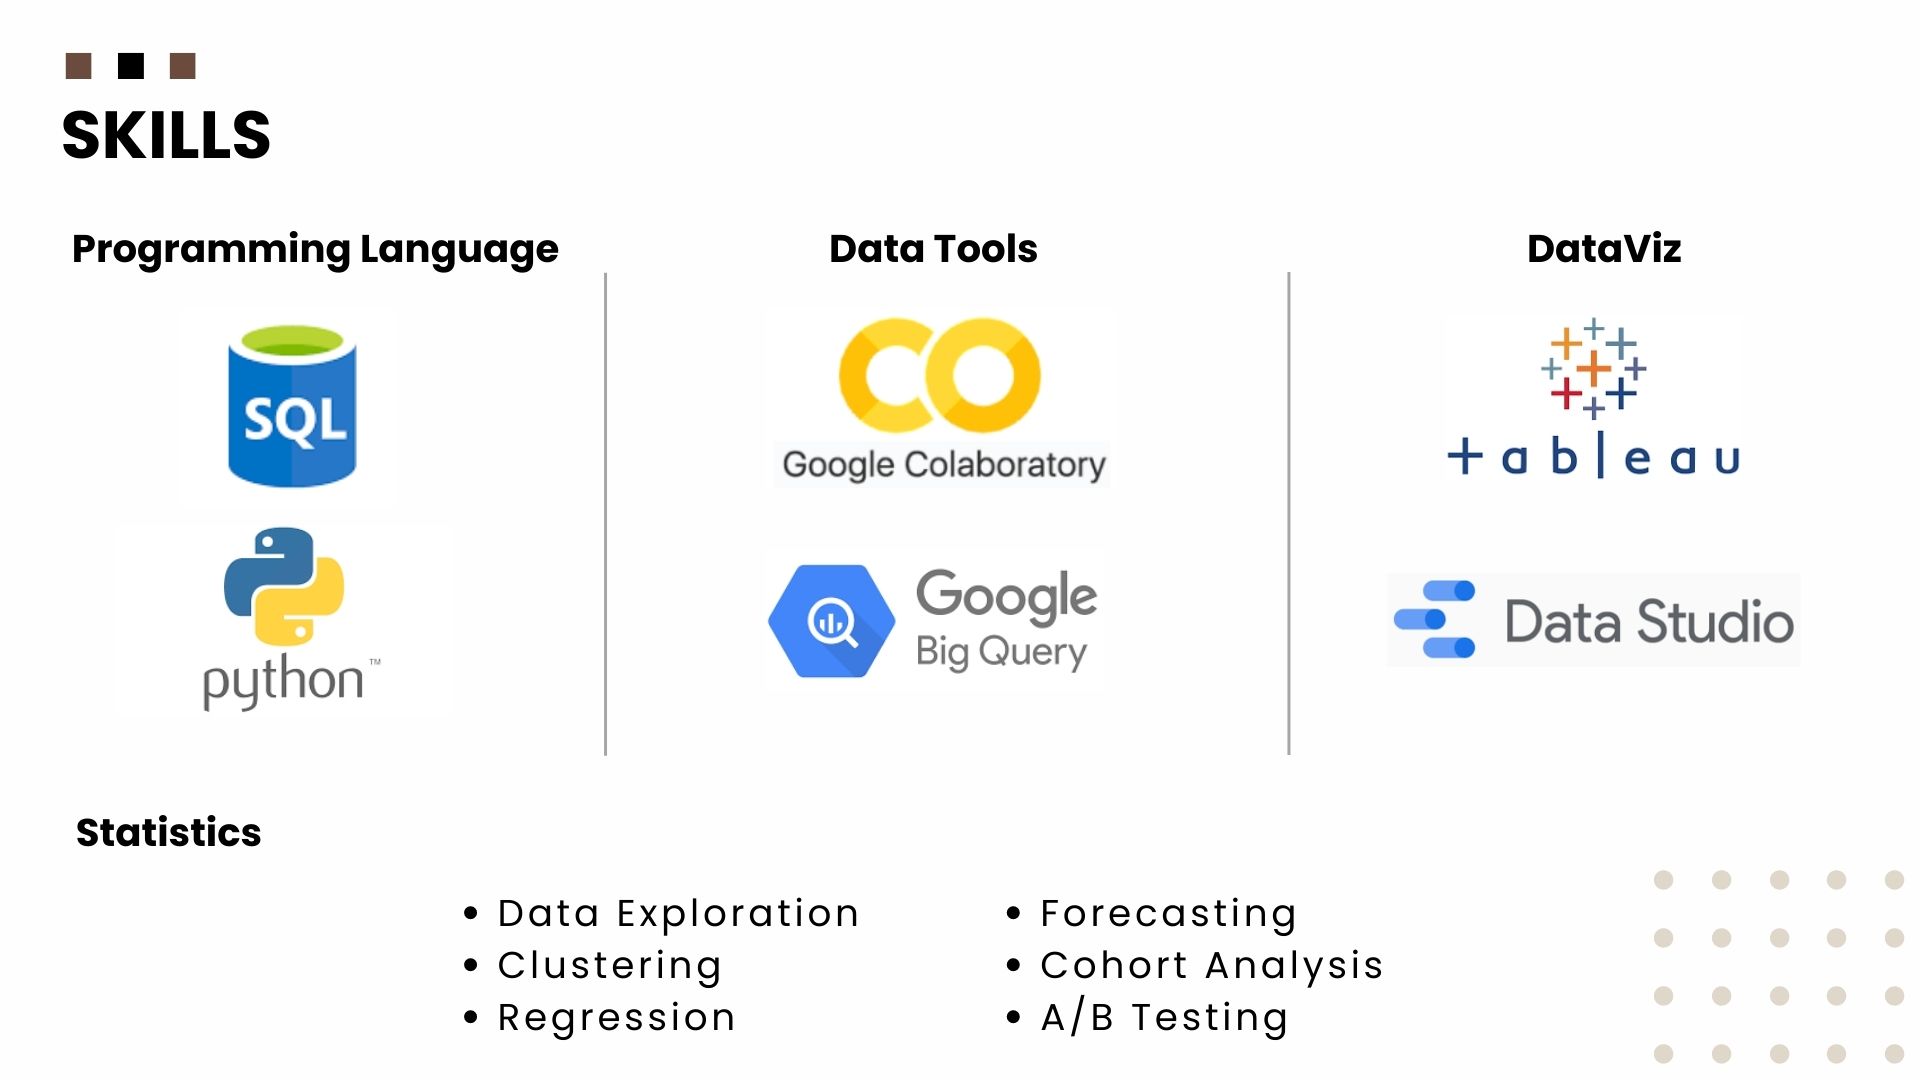 SKILLS
Programming Language
SQL
python™
Data Tools
CO
Google Colaboratory
Google
Big Query
DataViz
+ableau
Data Studio
Statistics
• Data Exploration
• Clustering
• Regression
• Forecasting
• Cohort Analysis
• A/B Testing